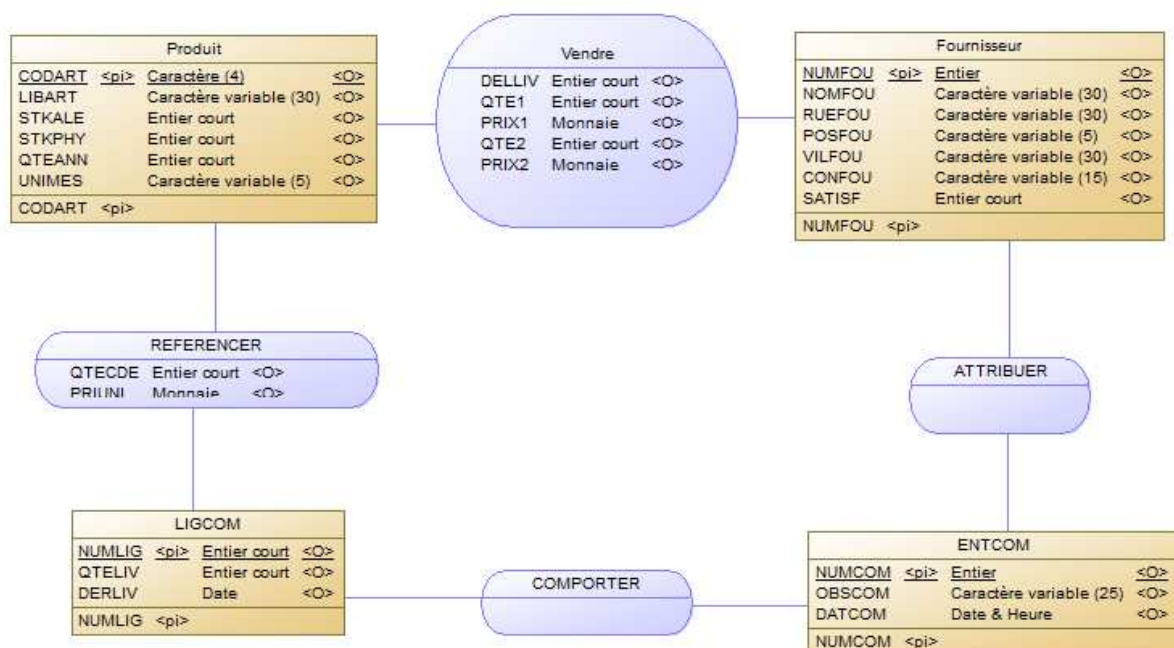 Produit
CODART <pi> Caractère (4) <O>
LIBART Caractère variable (30) <O>
STKALE Entier court <O>
STKPHY Entier court <O>
QTEANN Entier court <O>
UNIMES Caractère variable (5) <O>
CODART <pi>
Vendre
DELLIV Entier court <O>
QTE1 Entier court <O>
PRIX1 Monnaie <O>
QTE2 Entier court <O>
PRIX2 Monnaie <O>
Fournisseur
NUMFOU <pi> Entier <O>
NOMFOU Caractère variable (30) <O>
RUEFOU Caractère variable (30) <O>
POSFOU Caractère variable (5) <O>
VILFOU Caractère variable (30) <O>
CONFOU Caractère variable (15) <O>
SATISF Entier court <O>
NUMFOU <pi>
REFERENCER
QTECDE Entier court <O>
PRIUNI Monnaie <O>
ATTRIBUER
LIGCOM
NUMLIG <pi> Entier court <O>
QTELIV Entier court <O>
DERLIV Date <O>
NUMLIG <pi>
COMPORTER
ENTCOM
NUMCOM <pi> Entier <O>
OBSCOM Caractère variable (25) <O>
DATCOM Date & Heure <O>
NUMCOM <pi>